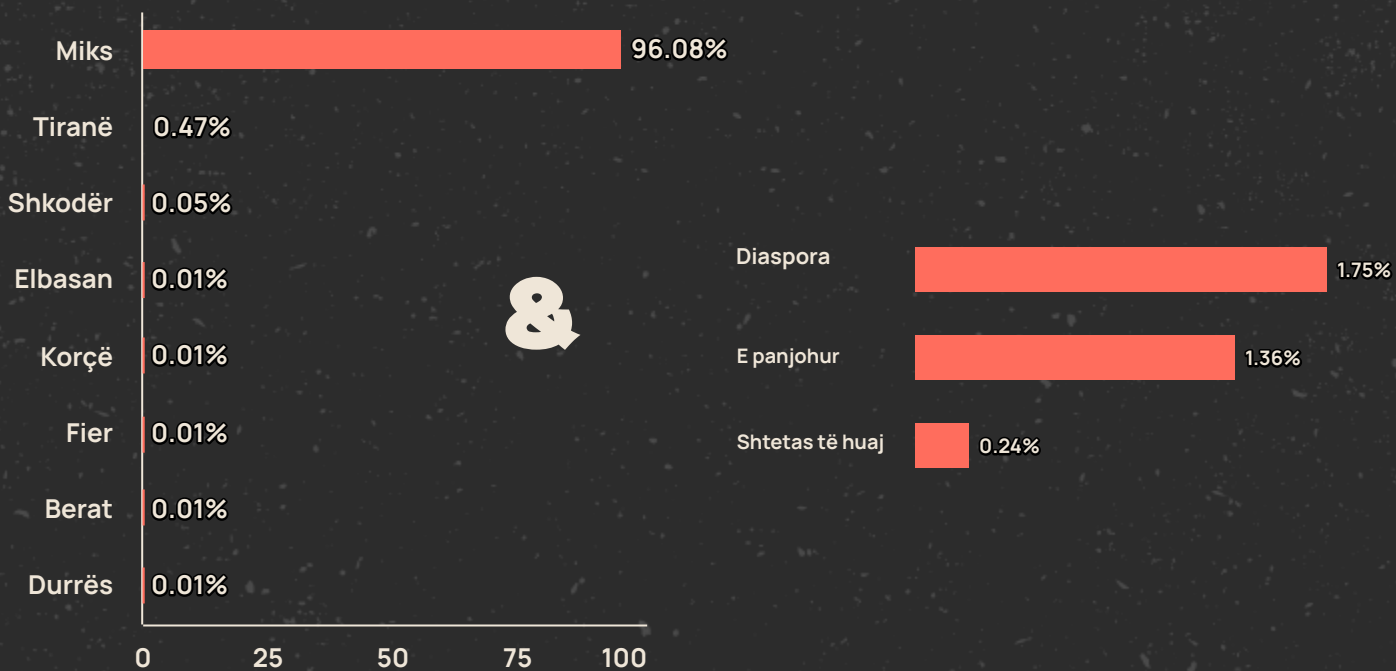 Miks 96.08%
Tiranë 0.47%
Shkodër 0.05%
Elbasan 0.01%
Korçë 0.01%
Fier 0.01%
Berat 0.01%
Durrës 0.01%
0 25 50 75 100
&
Diaspora 1.75%
E panjohur 1.36%
Shtetas të huaj 0.24%